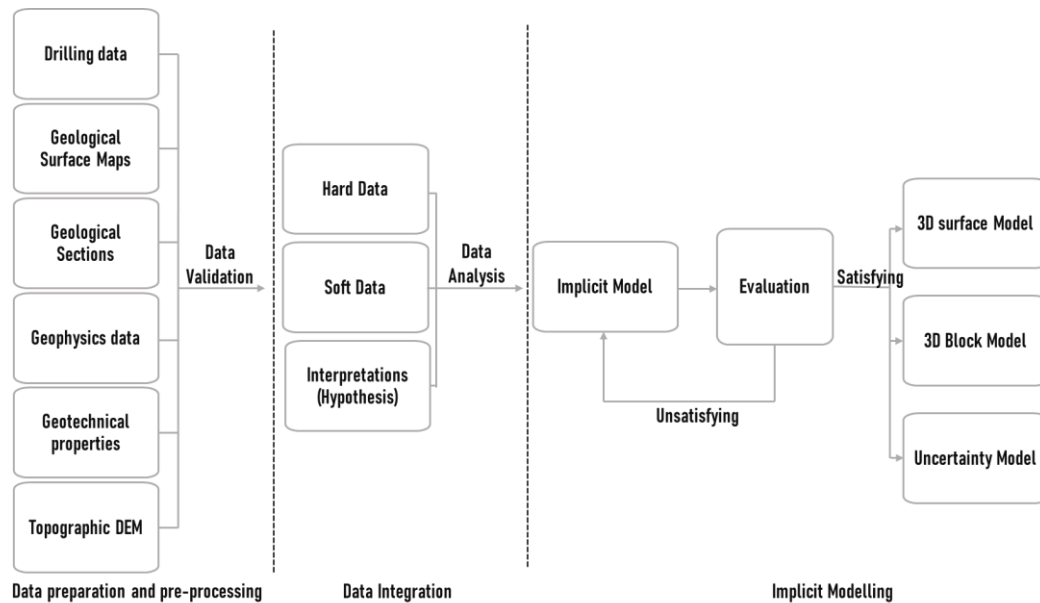 Drilling data
Geological
Surface Maps
Geological
Sections
Geophysics data
Geotechnical
properties
Topographic DEM
Data
Validation
Data preparation and pre-processing
Hard Data
Soft Data
Interpretations
(Hypothesis)
Data
Analysis
Data Integration
Implicit Model
Evaluation
Unsatisfying
Satisfying
3D surface Model
3D Block Model
Uncertainty Model
Implicit Modelling